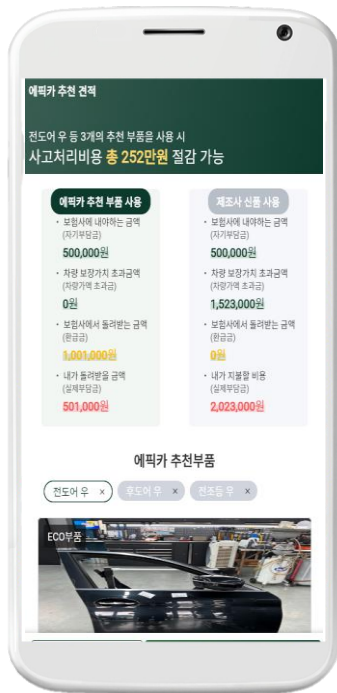 에픽카 추천 견적
전도어 우 등 3개의 추천 부품을 사용 시
사고처리비용 총 252만원 절감 가능
에픽카 추천 부품 사용
• 보험사에 내야하는 금액
(자기부담금)
500,000원
• 차량 보장가치 초과금액
(차량가액 초과금)
0원
• 보험사에서 돌려받는 금액
(환급금)
1,001,000원
• 내가 돌려받을 금액
(실제부담금)
501,000원
제조사 신품 사용
• 보험사에 내야하는 금액
(자기부담금)
500,000원
• 차량 보장가치 초과금액
(차량가액 초과금)
1,523,000원
• 보험사에서 돌려받는 금액
(환급금)
0원
• 내가 지불할 비용
(실제부담금)
2,023,000원
에픽카 추천부품
전도어 우 ×
후도어 우 ×
전조등 우 ×
ECO부품